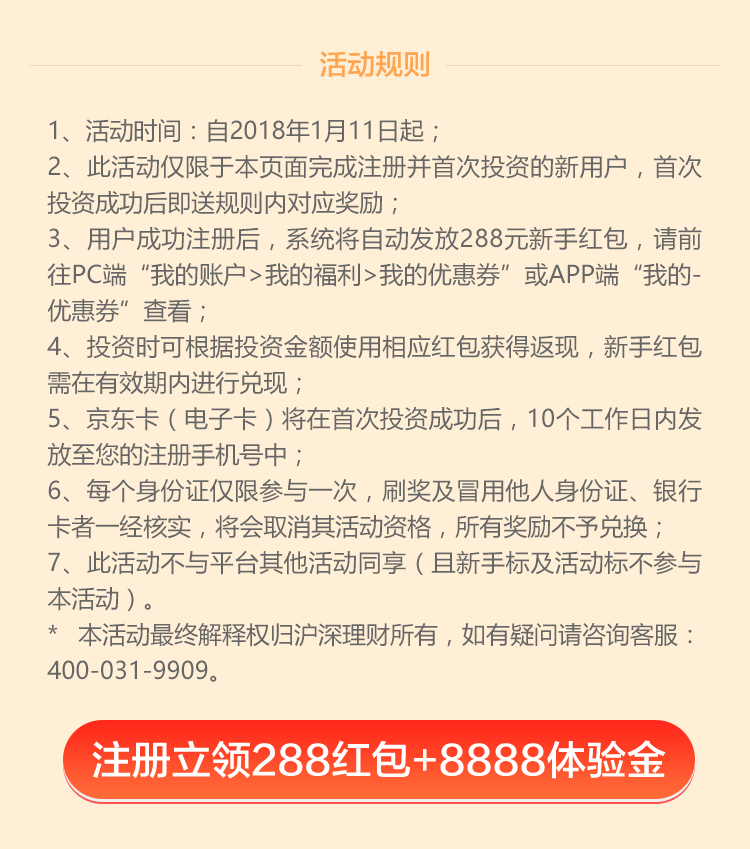 活动规则
1、活动时间：自2018年1月11日起；
2、此活动仅限于本页面完成注册并首次投资的新用户，首次
投资成功后即送规则内对应奖励；
3、用户成功注册后，系统将自动发放288元新手红包，请前
往PC端“我的账户>我的福利>我的优惠券”或APP端“我的-
优惠券”查看；
4、投资时可根据投资金额使用相应红包获得返现，新手红包
需在有效期内进行兑现；
5、京东卡（电子卡）将在首次投资成功后，10个工作日内发
放至您的注册手机号中；
6、每个身份证仅限参与一次，刷奖及冒用他人身份证、银行
卡者一经核实，将会取消其活动资格，所有奖励不予兑换；
7、此活动不与平台其他活动同享（且新手标及活动标不参与
本活动）。
* 本活动最终解释权归沪深理财所有，如有疑问请咨询客服：
400-031-9909。
注册立领288红包+8888体验金